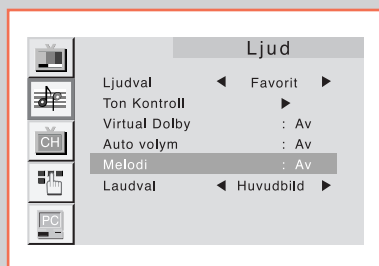 Ljud
Ljudval ◀ Favorit ▶
Ton Kontroll ▶
Virtual Dolby : Av
CH
Auto volym : Av
Melodi : Av
Laudval ◀ Huvudbild ▶
PC